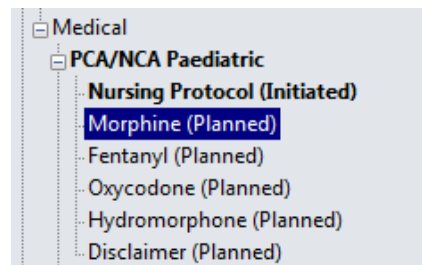 Medical
PCA/NCA Paediatric
Nursing Protocol (Initiated)
Morphine (Planned)
Fentanyl (Planned)
Oxycodone (Planned)
Hydromorphone (Planned)
Disclaimer (Planned)